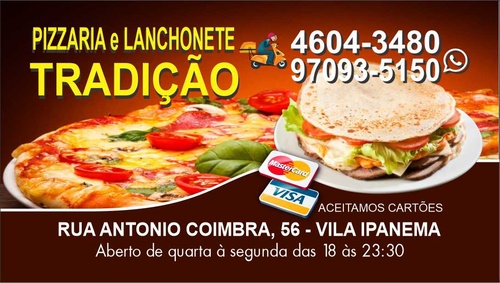 PIZZARIA e LANCHONETE
TRADIÇÃO
4604-3480
97093-5150
MasterCard
VISA
ACEITAMOS CARTÕES
RUA ANTONIO COIMBRA, 56 - VILA IPANEMA
Aberto de quarta à segunda das 18 às 23:30